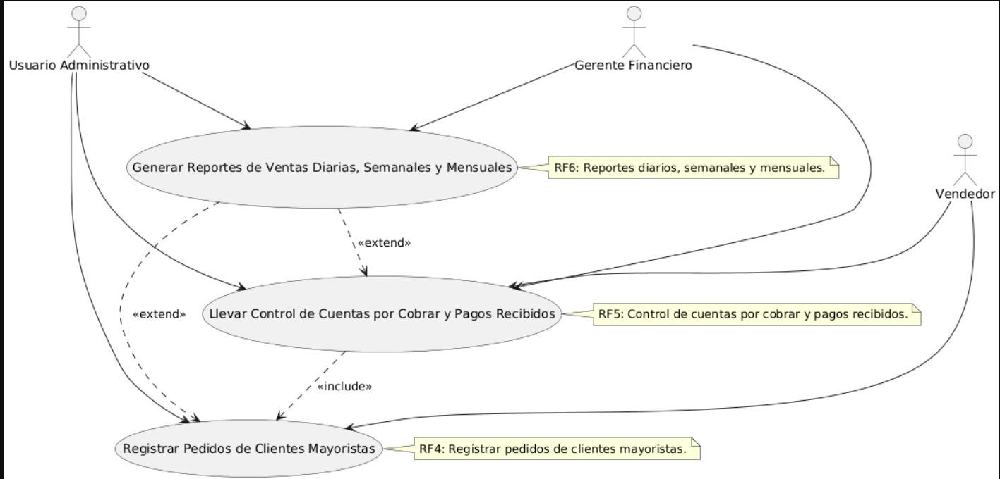 Usuario Administrativo
Gerente Financiero
Generar Reportes de Ventas Diarias, Semanales y Mensuales
RF6: Reportes diarios, semanales y mensuales.
Vendedor
«extend»
«extend»
Llevar Control de Cuentas por Cobrar y Pagos Recibidos
RF5: Control de cuentas por cobrar y pagos recibidos.
«include»
Registrar Pedidos de Clientes Mayoristas
RF4: Registrar pedidos de clientes mayoristas.